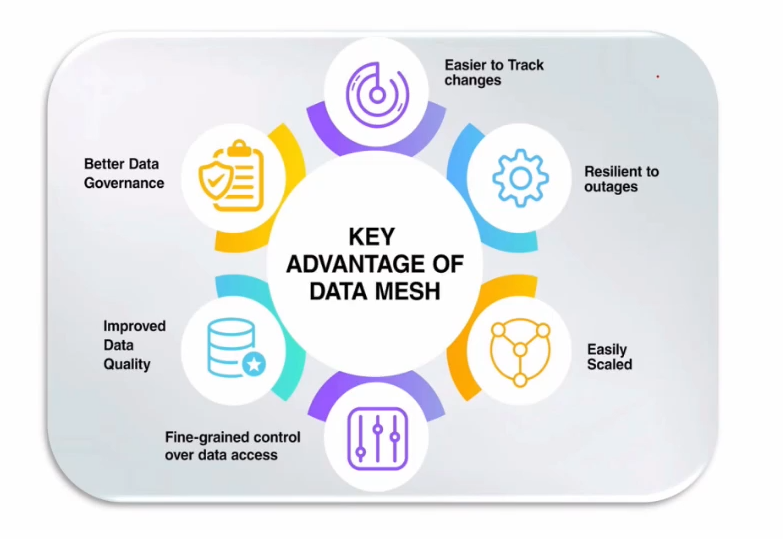 Easier to Track
changes
Better Data
Governance
Resilient to
outages
KEY
ADVANTAGE OF
DATA MESH
Improved
Data
Quality
Easily
Scaled
Fine-grained control
over data access